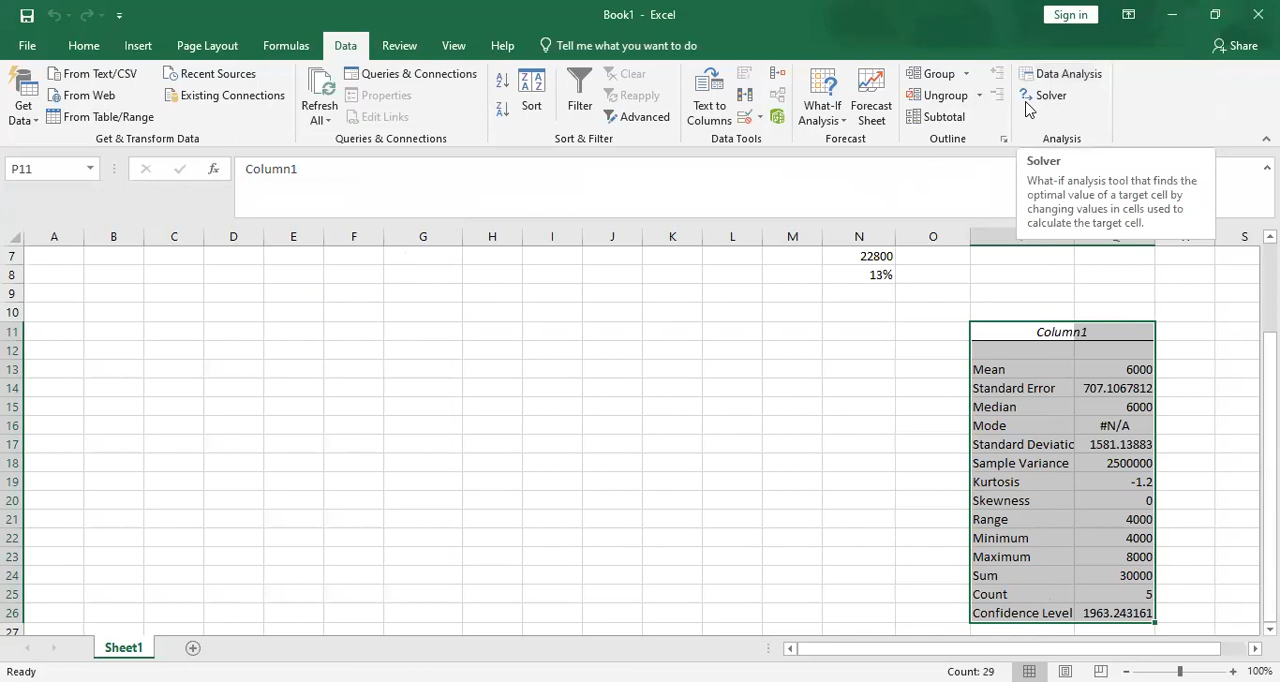 Book1 - Excel
Sign in
File Home Insert Page Layout Formulas Data Review View Help Tell me what you want to do Share
Get Data
From Text/CSV
From Web
From Table/Range
Recent Sources
Existing Connections
Get & Transform Data
Refresh All
Queries & Connections
Properties
Edit Links
Queries & Connections
Sort
Filter
Clear
Reapply
Advanced
Sort & Filter
Text to Columns
Data Tools
What-If Analysis
Forecast Sheet
Forecast
Group
Ungroup
Subtotal
Outline
Data Analysis
Solver
Analysis
P11
fx
Column1
Solver
What-if analysis tool that finds the
optimal value of a target cell by
changing values in cells used to
calculate the target cell.
A B C D E F G H I J K L M N O S
7 22800
8 13%
9
10
11 Column1
12
13 Mean 6000
14 Standard Error 707.1067812
15 Median 6000
16 Mode #N/A
17 Standard Deviatic 1581.13883
18 Sample Variance 2500000
19 Kurtosis -1.2
20 Skewness 0
21 Range 4000
22 Minimum 4000
23 Maximum 8000
24 Sum 30000
25 Count 5
26 Confidence Level 1963.243161
27
Sheet1
Ready Count: 29 100%